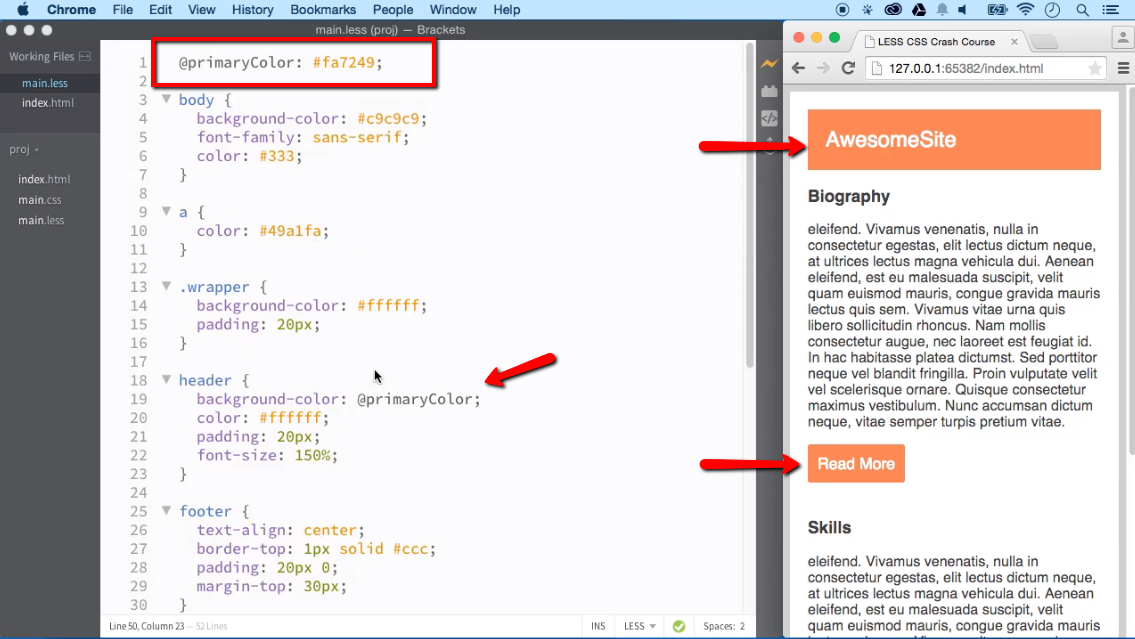 Chrome File Edit View History Bookmarks People Window Help
main.less (proj) — Brackets
Working Files
main.less
index.html
proj
index.html
main.css
main.less
1 @primaryColor: #fa7249;
2
3 body {
4 background-color: #c9c9c9;
5 font-family: sans-serif;
6 color: #333;
7 }
8
9 a {
10 color: #49a1fa;
11 }
12
13 .wrapper {
14 background-color: #ffffff;
15 padding: 20px;
16 }
17
18 header {
19 background-color: @primaryColor;
20 color: #ffffff;
21 padding: 20px;
22 font-size: 150%;
23 }
24
25 footer {
26 text-align: center;
27 border-top: 1px solid #ccc;
28 padding: 20px 0;
29 margin-top: 30px;
30 }
Line 50, Column 23 — 52 Lines
INS LESS Spaces: 2
LESS CSS Crash Course
127.0.0.1:65382/index.html
AwesomeSite
Biography
eleifend. Vivamus venenatis, nulla in
consectetur egestas, elit lectus dictum neque,
at ultrices lectus magna vehicula dui. Aenean
eleifend, est eu malesuada suscipit, velit
quam euismod mauris, congue gravida mauris
lectus quis sem. Vivamus vitae urna quis
libero sollicitudin rhoncus. Nam mollis
consectetur augue, nec laoreet est feugiat id.
In hac habitasse platea dictumst. Sed porttitor
neque vel blandit fringilla. Proin vulputate velit
vel scelerisque ornare. Quisque consectetur
maximus vestibulum. Nunc accumsan dictum
neque, vitae semper turpis pretium vitae.
Read More
Skills
eleifend. Vivamus venenatis, nulla in
consectetur egestas, elit lectus dictum neque,
at ultrices lectus magna vehicula dui. Aenean
eleifend, est eu malesuada suscipit, velit
quam euismod mauris, congue gravida mauris